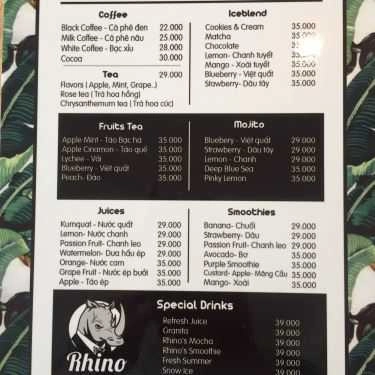 Coffee
Black Coffee - Cà phê đen 22.000
Milk Coffee - Cà phê nâu 25.000
White Coffee - Bạc xỉu 28.000
Cocoa 30.000
Tea 29.000
Flavors ( Apple, Mint, Grape..)
Rose tea ( Trà hoa hồng)
Chrysanthemum tea ( Trà hoa cúc)
Iceblend
Cookies & Cream 35.000
Matcha 35.000
Chocolate 35.000
Lemon- Chanh tuyết 35.000
Mango - Xoài tuyết 35.000
Blueberry - Việt quất 35.000
Stawberry - Dâu tây 35.000
Fruits Tea
Apple Mint - Táo Bạc hà 35.000
Apple Cinamon - Táo quế 35.000
Lychee - Vải 35.000
Blueberry - Việt quất 35.000
Peach- Đào 35.000
Mojito
Blueberry - Việt quất 29.000
Strawberry - Dâu tây 29.000
Lemon - Chanh 29.000
Deep Blue Sea 35.000
Pinky Lemon 35.000
Juices
Kumquat - Nước quất 29.000
Lemon- Nước chanh 29.000
Passion Fruit- Chanh leo 29.000
Watermelon- Dưa hấu ép 29.000
Orange- Nước cam 35.000
Grape Fruit - Nước ép bưởi 35.000
Apple - Táo ép 35.000
Smoothies
Banana- Chuối 29.000
Strawberry- Dâu 29.000
Passion Fruit- Chanh leo 29.000
Avocado- Bơ 35.000
Purple Smoothie 35.000
Custard- Apple- Mãng Cầu 35.000
Mango- Xoài 35.000
Special Drinks
Refresh Juice 39.000
Granita 39.000
Rhino's Mocha 39.000
Rhino's Smoothie 39.000
Fresh Summer 39.000
Snow Ice 39.000
Rhino